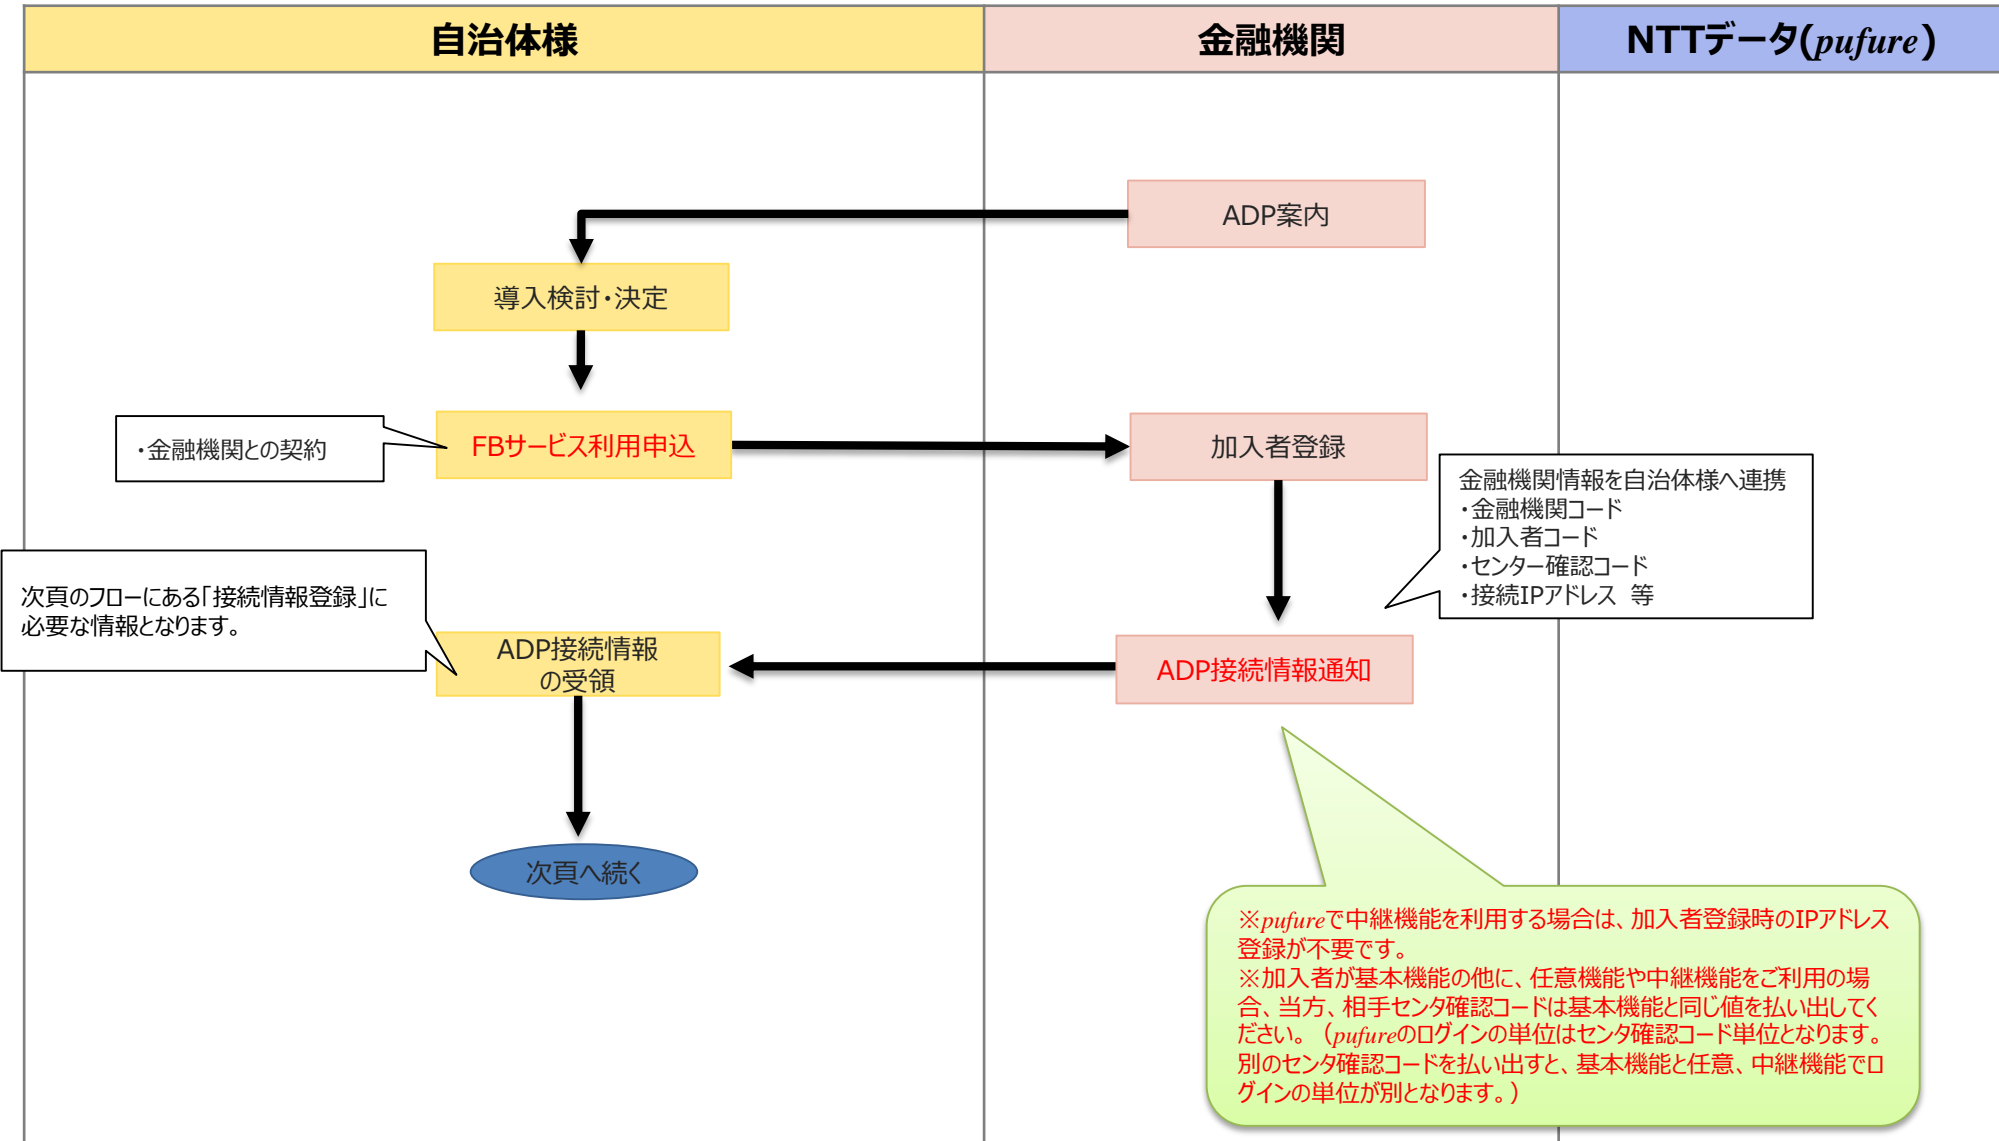 自治体様
金融機関
NTTデータ(pufure)
ADP案内
導入検討・決定
・金融機関との契約
FBサービス利用申込
加入者登録
金融機関情報を自治体様へ連携
・金融機関コード
・加入者コード
・センター確認コード
・接続IPアドレス 等
次頁のフローにある「接続情報登録」に
必要な情報となります。
ADP接続情報
の受領
ADP接続情報通知
次頁へ続く
※pufureで中継機能を利用する場合は、加入者登録時のIPアドレス
登録が不要です。
※加入者が基本機能の他に、任意機能や中継機能をご利用の場
合、当方、相手センタ確認コードは基本機能と同じ値を払い出してく
ださい。（pufureのログインの単位はセンタ確認コード単位となります。
別のセンタ確認コードを払い出すと、基本機能と任意、中継機能でロ
グインの単位が別となります。）